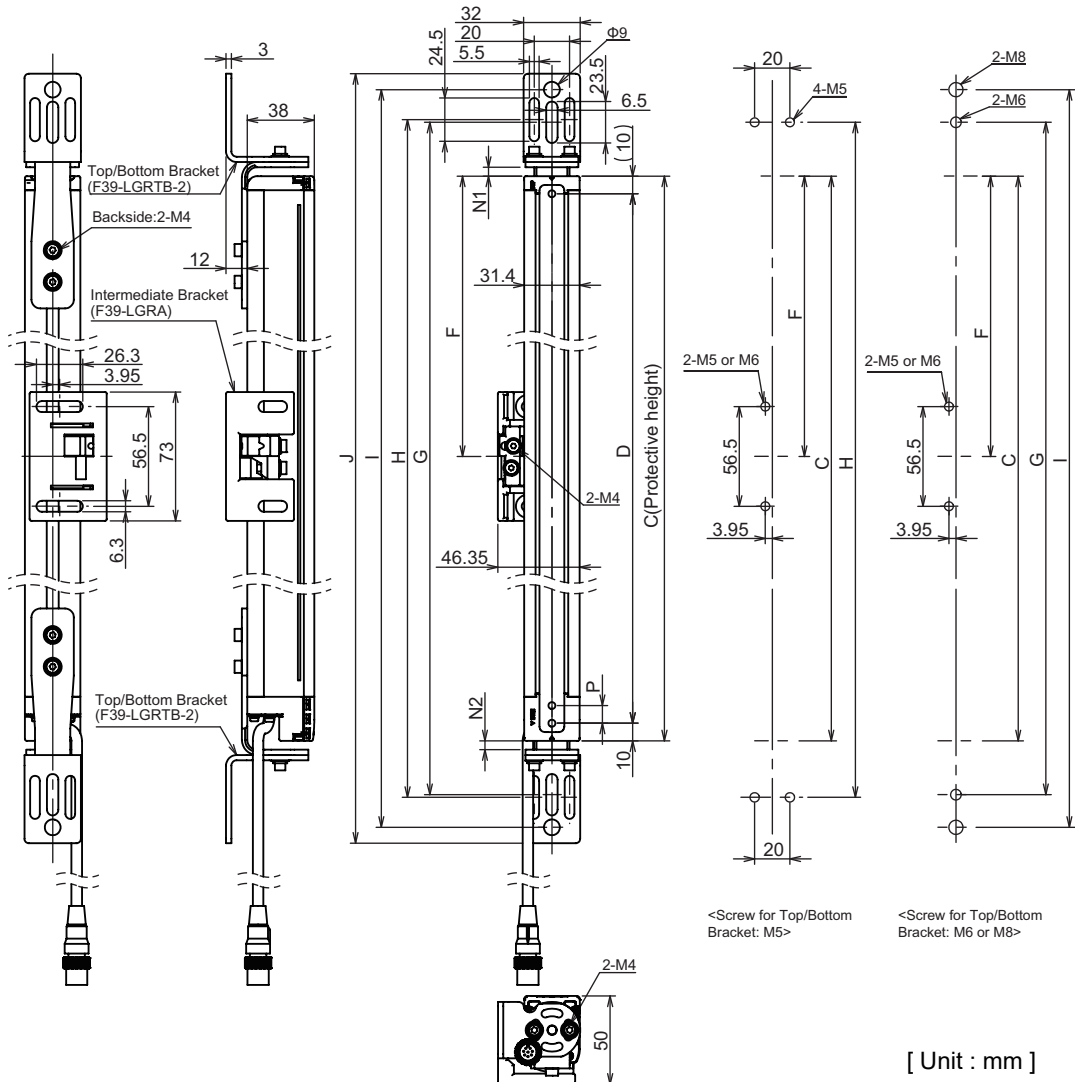 32
20
5.5
24.5
Φ9
23.5
6.5
(10)
3
38
Top/Bottom Bracket
(F39-LGRTB-2)
Backside:2-M4
12
Intermediate Bracket
(F39-LGRA)
26.3
3.95
56.5
73
6.3
Top/Bottom Bracket
(F39-LGRTB-2)
N1
31.4
F
J
I
H
G
D
C(Protective height)
2-M4
46.35
P
N2
10
20
4-M5
F
2-M5 or M6
56.5
C
H
3.95
20
<Screw for Top/Bottom
Bracket: M5>
2-M8
2-M6
F
2-M5 or M6
56.5
C
G
I
3.95
<Screw for Top/Bottom
Bracket: M6 or M8>
2-M4
50
[ Unit : mm ]